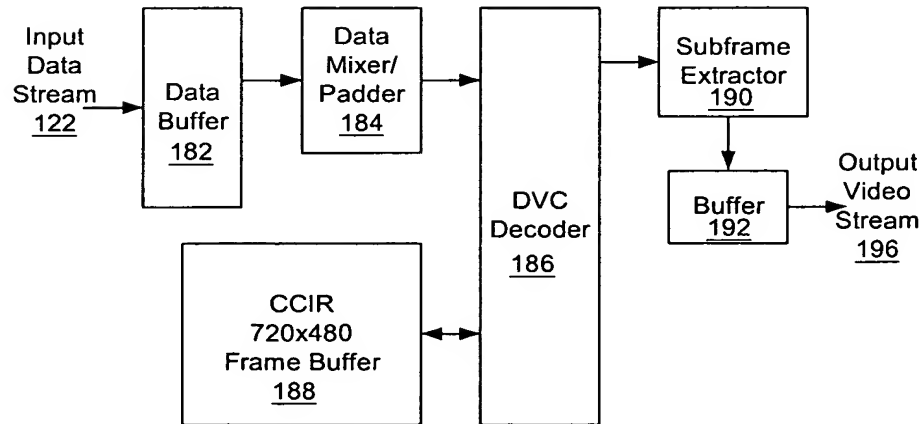 Input
Data
Stream
122
Data
Buffer
182
Data
Mixer/
Padder
184
DVC
Decoder
186
CCIR
720x480
Frame Buffer
188
Subframe
Extractor
190
Buffer
192
Output
Video
Stream
196